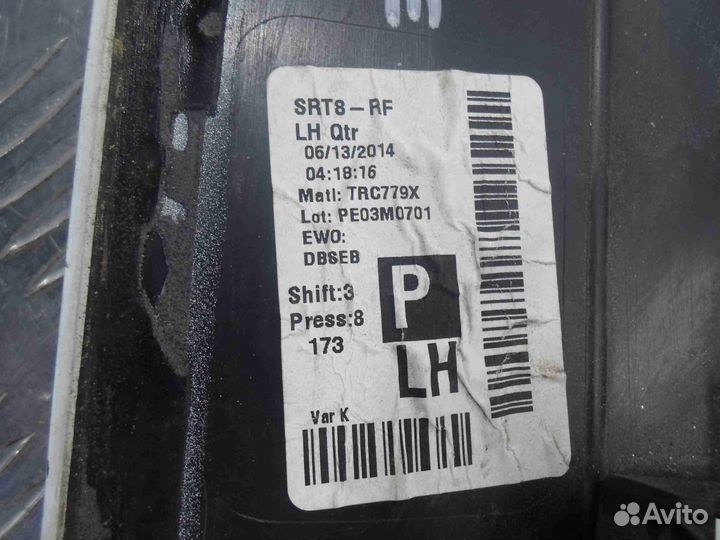 SRT8-RF
LH Qtr
06/13/2014
04:18:16
Matl: TRC779X
Lot: PE03M0701
EWO:
DBSEB
Shift:3
Press:8
173
P
LH
Var K
Avito